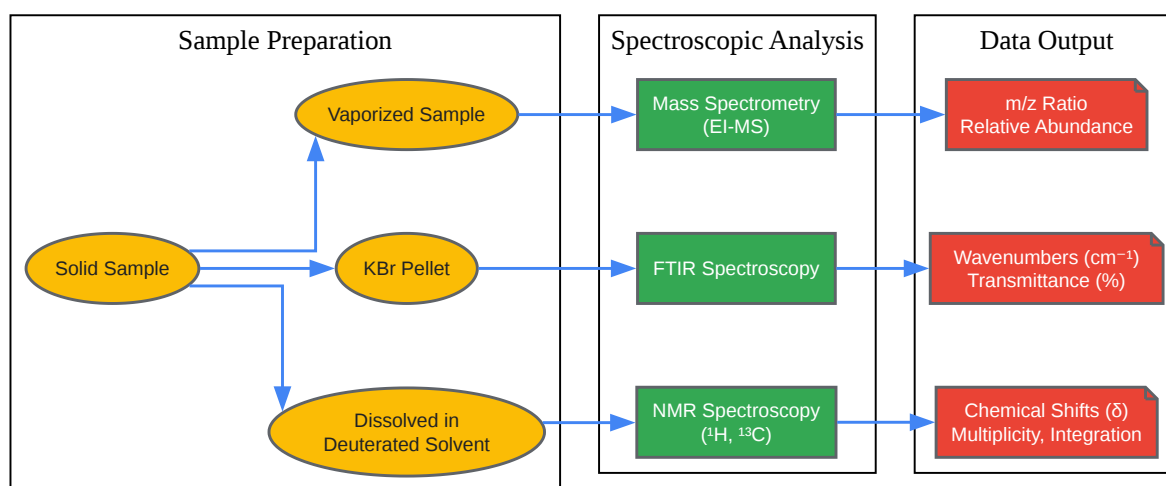 Sample Preparation
Spectroscopic Analysis
Data Output
Vaporized Sample
Mass Spectrometry
(EI-MS)
m/z Ratio
Relative Abundance
Solid Sample
KBr Pellet
FTIR Spectroscopy
Wavenumbers (cm⁻¹)
Transmittance (%)
Dissolved in
Deuterated Solvent
NMR Spectroscopy
(¹H, ¹³C)
Chemical Shifts (δ)
Multiplicity, Integration